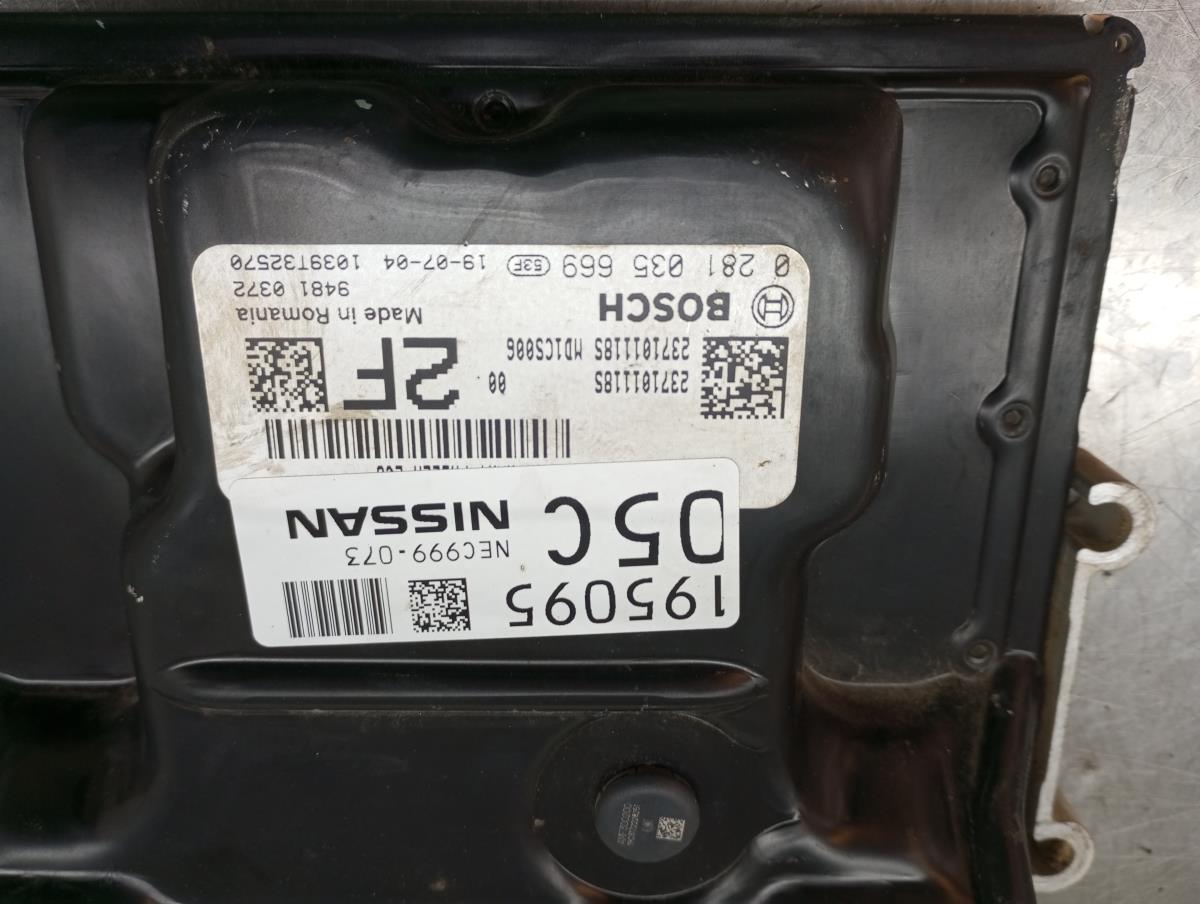 0 281 035 669 53F 19-07-04 1039T32570
9481 0372
BOSCH Made in Romania
237101118S MD1CS006
237101118S 00
2F
D5C NISSAN
NEC999-073
195095